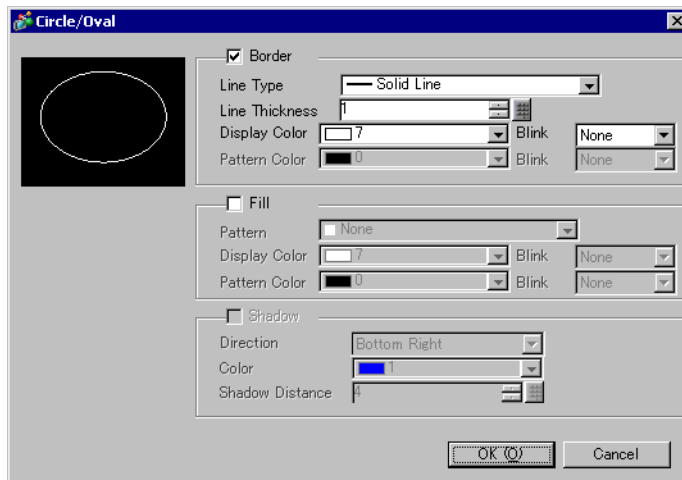 Circle/Oval
Border
Line Type Solid Line
Line Thickness 1
Display Color 7 Blink None
Pattern Color 0 Blink None
Fill
Pattern None
Display Color 7 Blink None
Pattern Color 0 Blink None
Shadow
Direction Bottom Right
Color 1
Shadow Distance 4
OK (O) Cancel